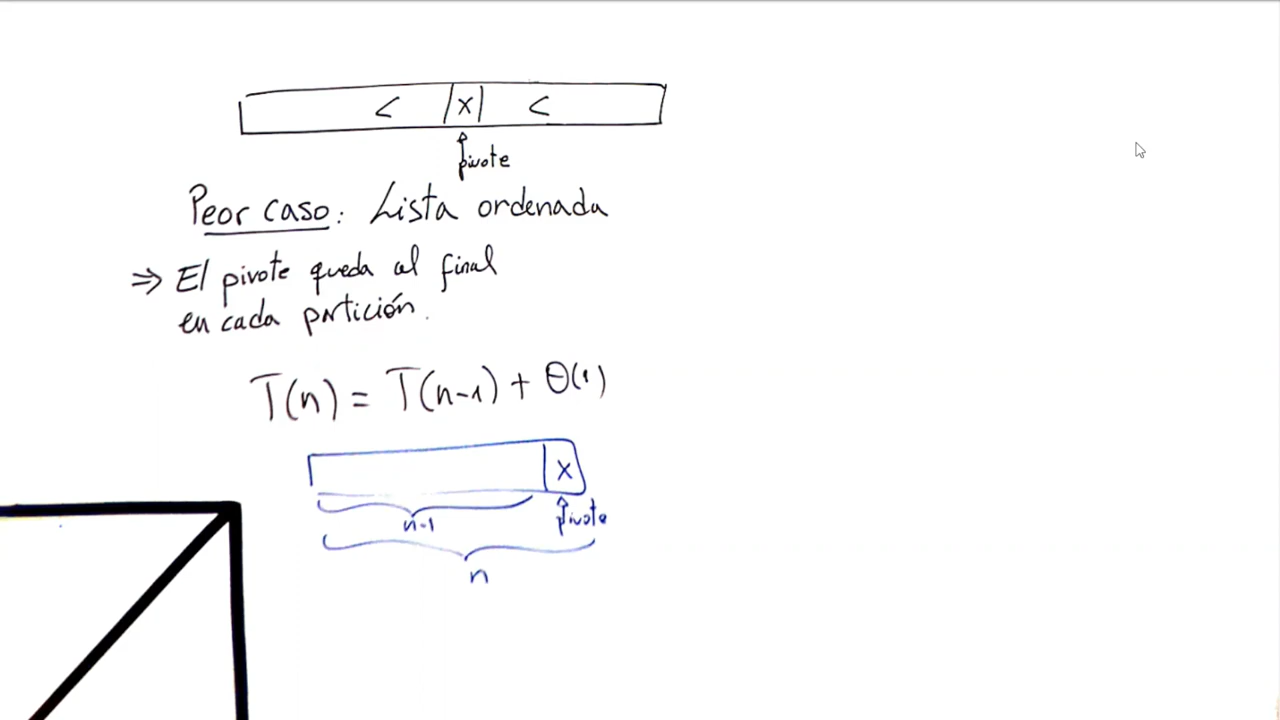 < | x | <
pivote
Peor caso: Lista ordenada
⇒ El pivote queda al final
en cada partición.
T(n) = T(n-1) + Θ(1)
x
n-1 pivote
n